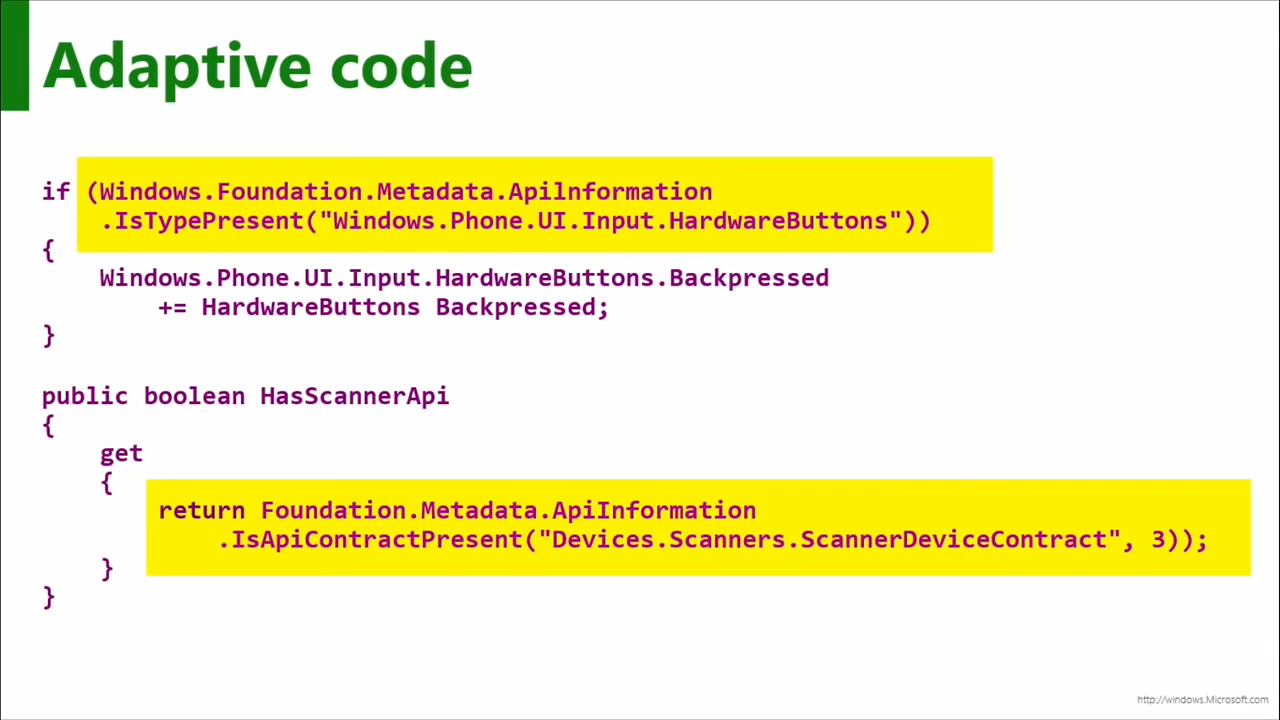 Adaptive code
if (Windows.Foundation.Metadata.Apilnformation
.IsTypePresent("Windows.Phone.UI.Input.HardwareButtons"))
{
Windows.Phone.UI.Input.HardwareButtons.Backpressed
+= HardwareButtons Backpressed;
}
public boolean HasScannerApi
{
get
{
return Foundation.Metadata.ApiInformation
.IsApiContractPresent("Devices.Scanners.ScannerDeviceContract", 3));
}
}
http://windows.Microsoft.com